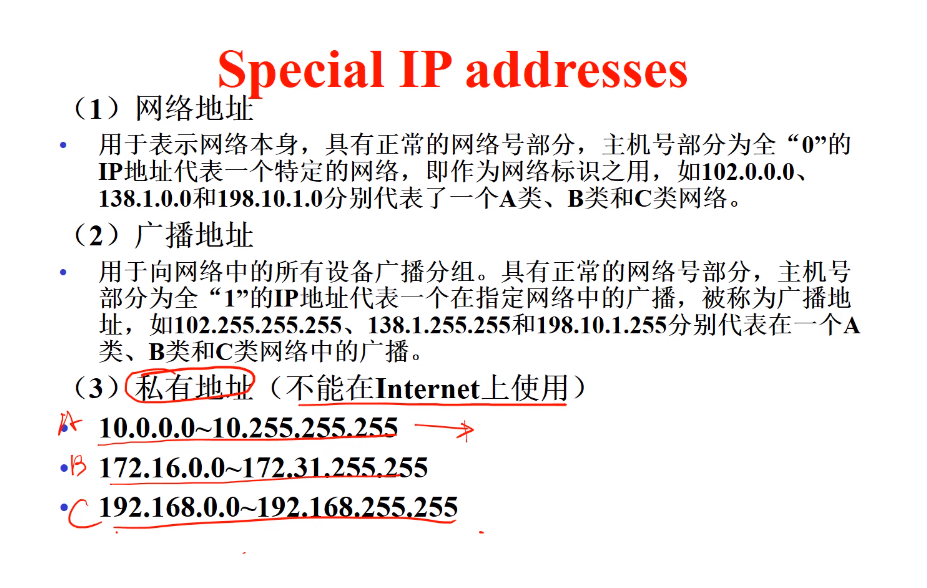 Special IP addresses
（1）网络地址
• 用于表示网络本身，具有正常的网络号部分，主机号部分为全“0”的
IP地址代表一个特定的网络，即作为网络标识之用，如102.0.0.0、
138.1.0.0和198.10.1.0分别代表了一个A类、B类和C类网络。
（2）广播地址
• 用于向网络中的所有设备广播分组。具有正常的网络号部分，主机号
部分为全“1”的IP地址代表一个在指定网络中的广播，被称为广播地
址，如102.255.255.255、138.1.255.255和198.10.1.255分别代表在一个A
类、B类和C类网络中的广播。
（3）私有地址（不能在Internet上使用）
A • 10.0.0.0~10.255.255.255
• B 172.16.0.0~172.31.255.255
• C 192.168.0.0~192.168.255.255